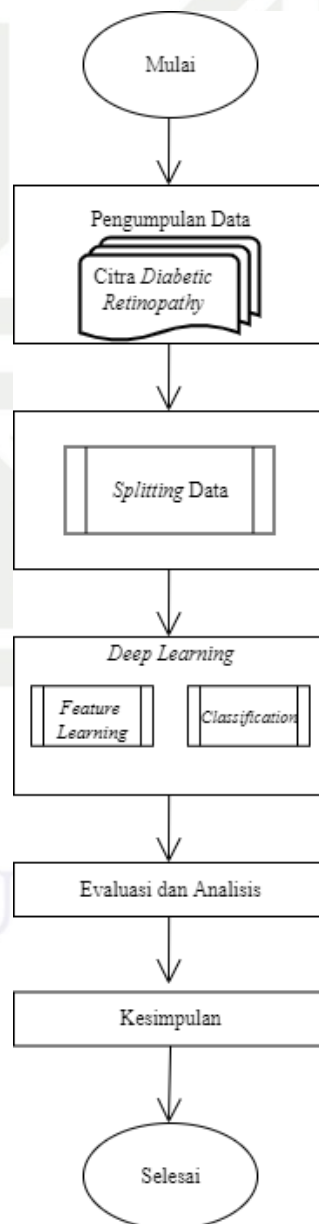 Mulai
Pengumpulan Data
Citra Diabetic
Retinopathy
Splitting Data
Deep Learning
Feature
Learning
Classification
Evaluasi dan Analisis
Kesimpulan
Selesai